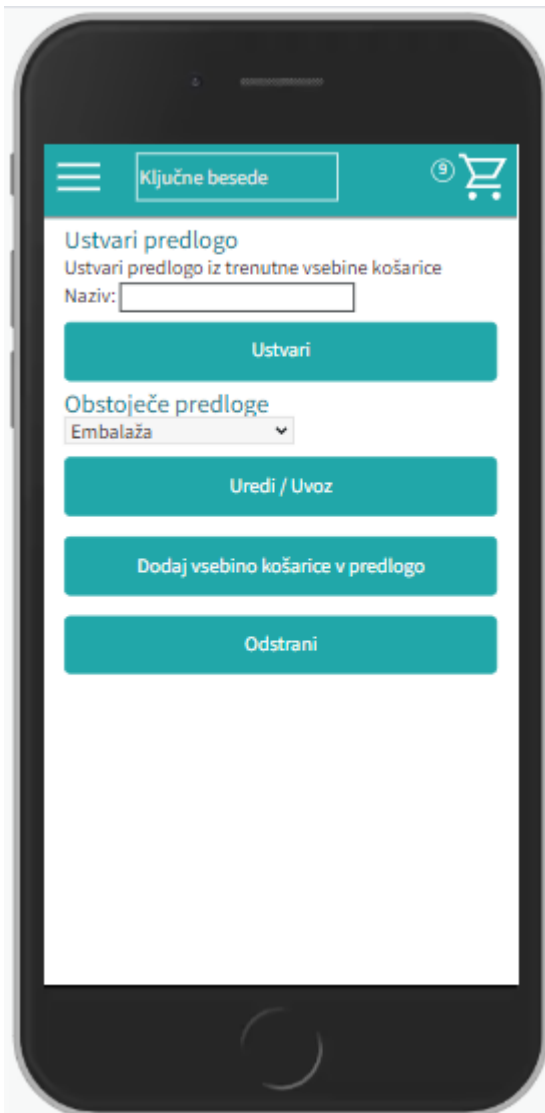 Ključne besede
9
Ustvari predlogo
Ustvari predlogo iz trenutne vsebine košarice
Naziv:
Ustvari
Obstoječe predloge
Embalaža
Uredi / Uvoz
Dodaj vsebino košarice v predlogo
Odstrani